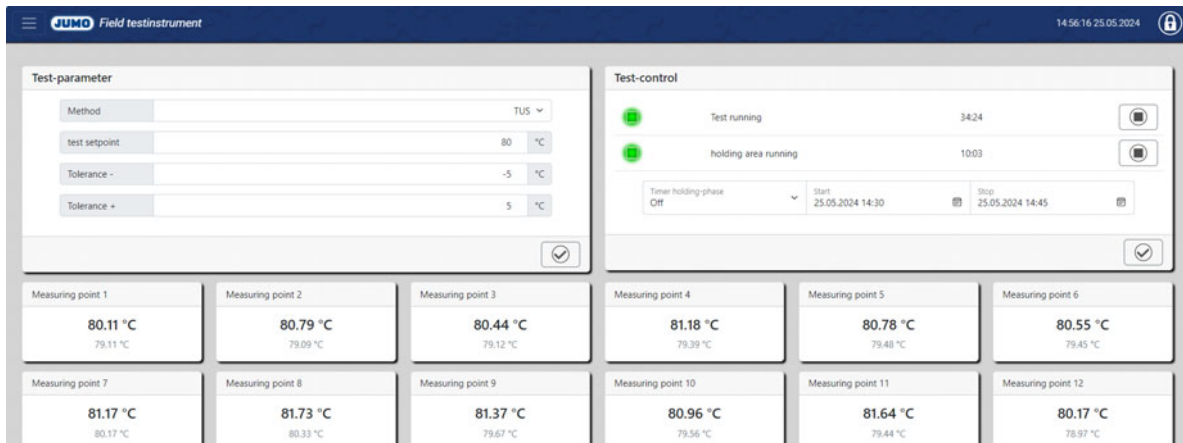 JUMO Field testinstrument 14:56:16 25.05.2024
Test-parameter
Method TUS
test setpoint 80 °C
Tolerance - -5 °C
Tolerance + 5 °C
Test-control
Test running 34:24
holding area running 10:03
Timer holding-phase Start Stop
Off 25.05.2024 14:30 25.05.2024 14:45
Measuring point 1 Measuring point 2 Measuring point 3 Measuring point 4 Measuring point 5 Measuring point 6
80.11 °C 80.79 °C 80.44 °C 81.18 °C 80.78 °C 80.55 °C
79.11 °C 79.09 °C 79.12 °C 79.39 °C 79.48 °C 79.45 °C
Measuring point 7 Measuring point 8 Measuring point 9 Measuring point 10 Measuring point 11 Measuring point 12
81.17 °C 81.73 °C 81.37 °C 80.96 °C 81.64 °C 80.17 °C
80.17 °C 80.33 °C 79.67 °C 79.56 °C 79.44 °C 78.97 °C